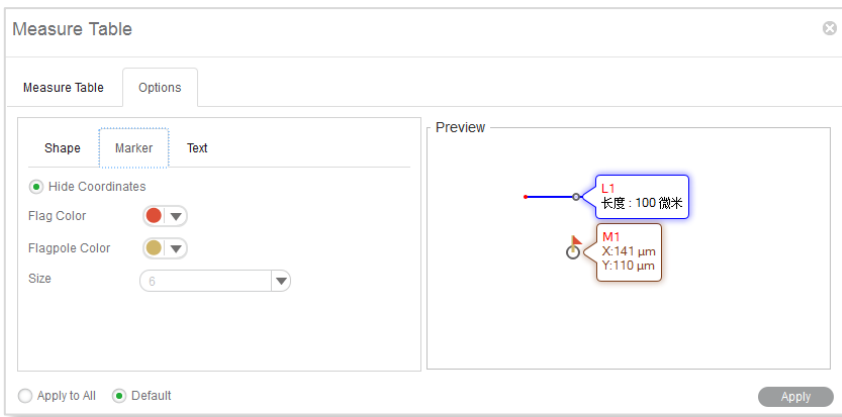 Measure Table
Measure Table
Options
Shape
Marker
Text
Hide Coordinates
Flag Color
Flagpole Color
Size
6
Preview
L1
长度 : 100 微米
M1
X:141 µm
Y:110 µm
Apply to All
Default
Apply